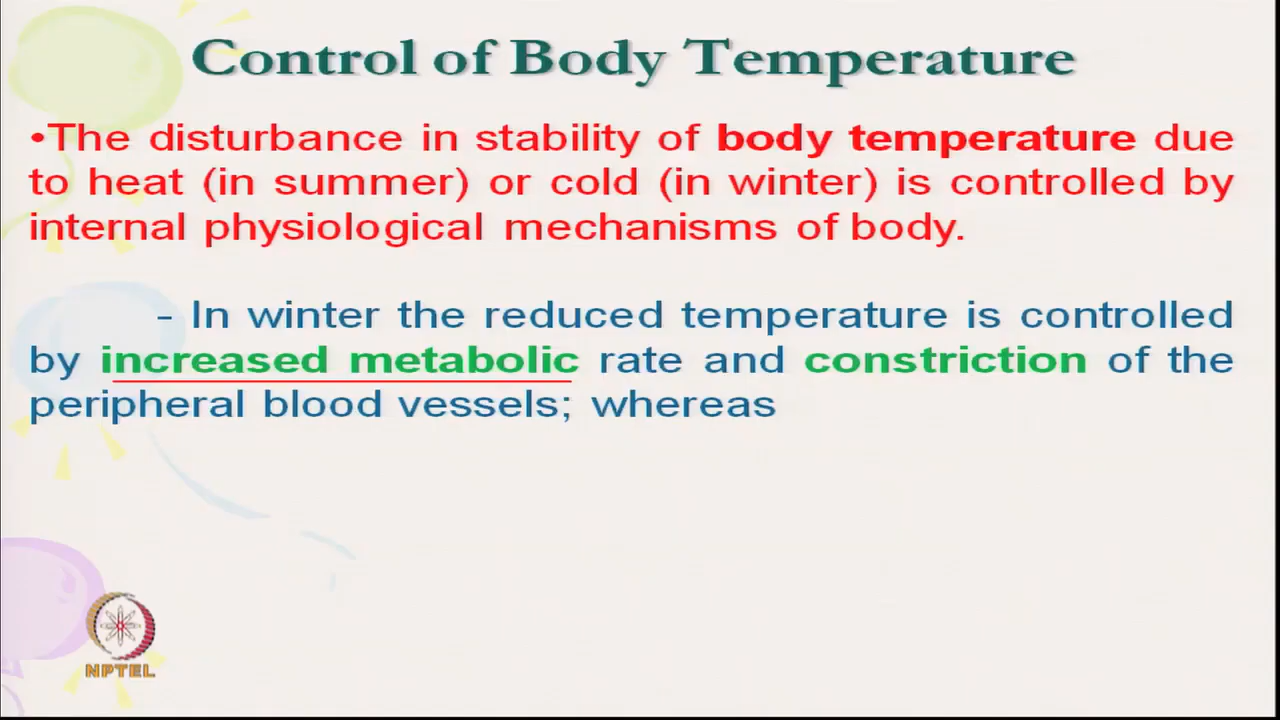 Control of Body Temperature
•The disturbance in stability of body temperature due
to heat (in summer) or cold (in winter) is controlled by
internal physiological mechanisms of body.
- In winter the reduced temperature is controlled
by increased metabolic rate and constriction of the
peripheral blood vessels; whereas
NPTEL